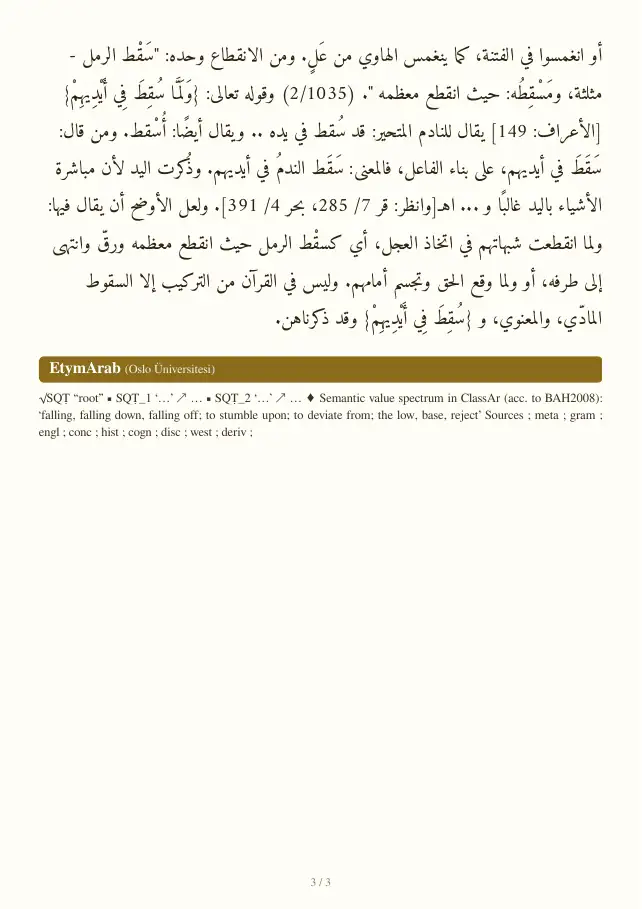 أو انغمسوا في الفتنة، كما ينغمس الهاوي من عَلٍ. ومن الانقطاع وحده: "سَقْط الرمل -
مثلثة، ومَسْقِطُه: حيث انقطع معظمه ". (2/1035) وقوله تعالى: {وَلَمَّا سُقِطَ فِي أَيْدِيهِمْ}
[الأعراف: 149] يقال للنادم المتحير: قد سُقط في يده .. ويقال أيضًا: أُسْقط. ومن قال:
سَقَطَ في أيديهم، على بناء الفاعل، فالمعنى: سَقَط الندمُ في أيديهم. وذُكرت اليد لأن مباشرة
الأشياء باليد غالبًا و ... اهـ[وانظر: قر 7/ 285، بحر 4/ 391]. ولعل الأوضح أن يقال فيها:
ولما انقطعت شبهاتهم في اتخاذ العجل، أي كسقْط الرمل حيث انقطع معظمه ورقّ وانتهى
إلى طرفه، أو ولما وقع الحق وتجسم أمامهم. وليس في القرآن من التركيب إلا السقوط
المادّي، والمعنوي، و {سُقِطَ فِي أَيْدِيهِمْ} وقد ذكرناهن.
EtymArab (Oslo Üniversitesi)
√SQṬ “root” ▪ SQṬ_1 ‘…’ ↗ … ▪ SQṬ_2 ‘…’ ↗ … ♦ Semantic value spectrum in ClassAr (acc. to BAH2008):
‘falling, falling down, falling off; to stumble upon; to deviate from; the low, base, reject’ Sources ; meta ; gram ;
engl ; conc ; hist ; cogn ; disc ; west ; deriv ;
3 / 3